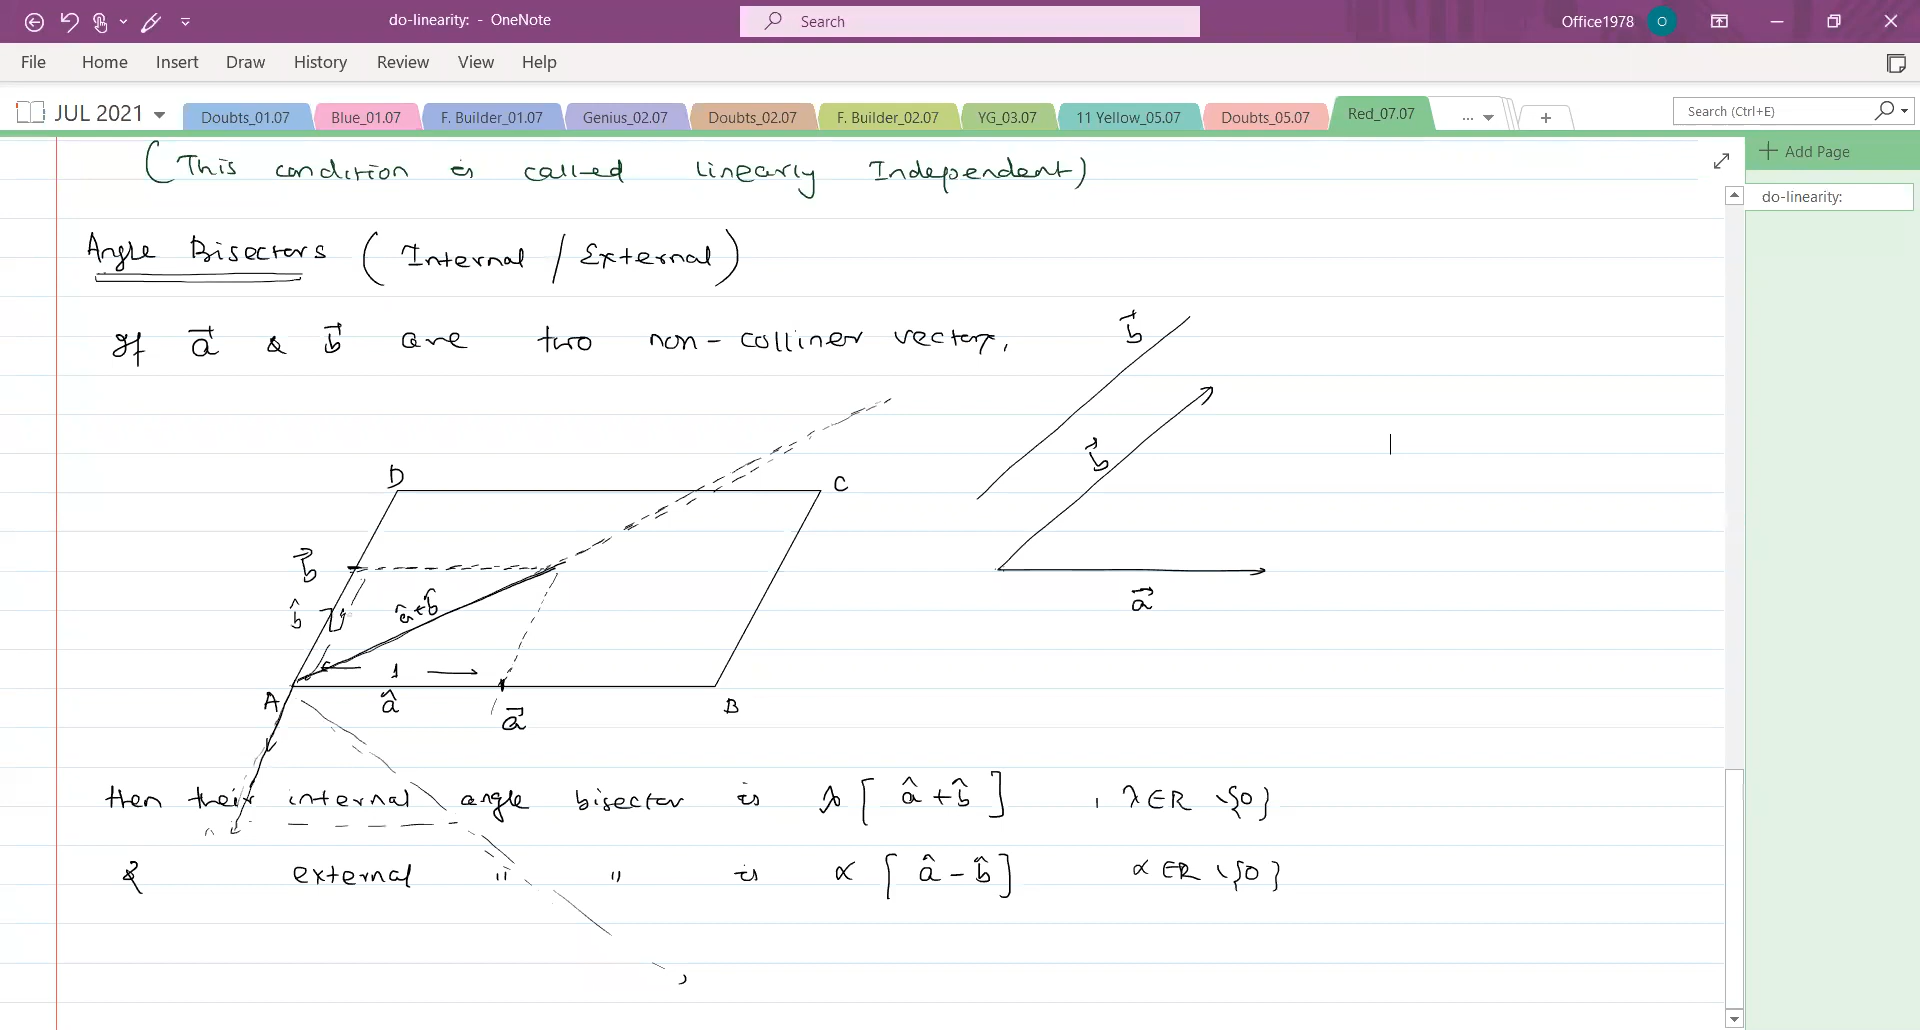 do-linearity: - OneNote
Search
Office1978
O
File Home Insert Draw History Review View Help
JUL 2021
Doubts_01.07 Blue_01.07 F. Builder_01.07 Genius_02.07 Doubts_02.07 F. Builder_02.07 YG_03.07 11 Yellow_05.07 Doubts_05.07 Red_07.07 ... +
Search (Ctrl+E)
Add Page
do-linearity:
(This condition is called linearly Independent)
Angle Bisectors (Internal / External)
If a⃗ & b⃗ are two non-colliner vectors,
b⃗
b⃗
a⃗
D C
b⃗
b̂
â+b̂
1
A â a⃗ B
then their internal angle bisector is λ [ â + b̂ ] , λ∈R \{0}
& external " " is α [ â - b̂ ] α∈R \{0}